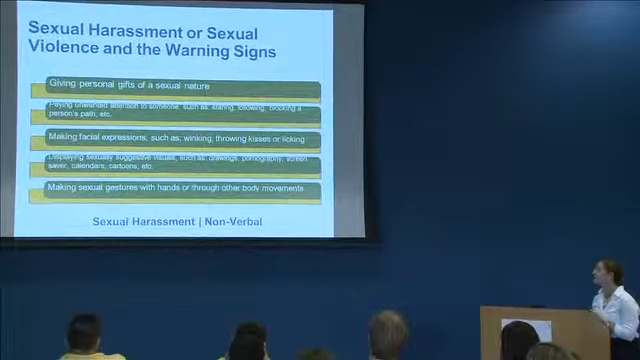 Sexual Harassment or Sexual
Violence and the Warning Signs
Giving personal gifts of a sexual nature
Paying unwanted attention to someone, such as: staring, following, blocking a
person's path, etc.
Making facial expressions, such as: winking, throwing kisses or licking
Displaying sexually suggestive visuals, such as: drawings, pornography, screen
saver, calendars, cartoons, etc.
Making sexual gestures with hands or through other body movements
Sexual Harassment | Non-Verbal